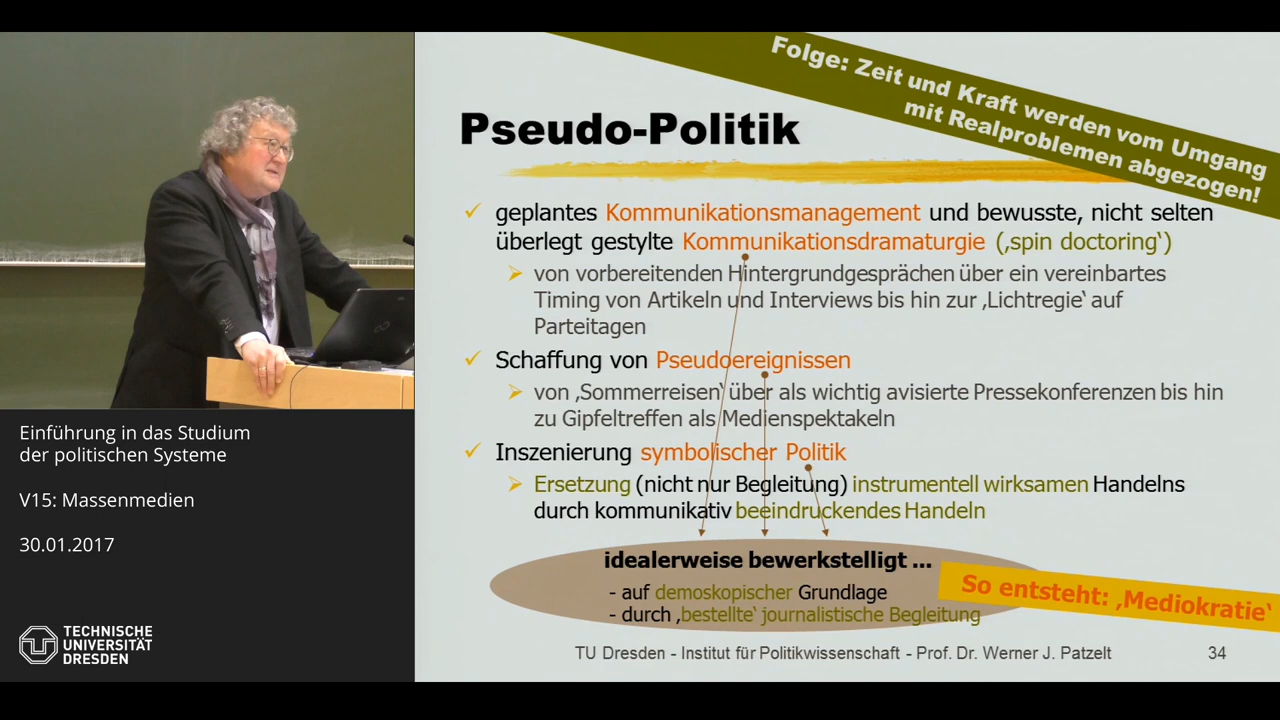 Folge: Zeit und Kraft werden vom Umgang
mit Realproblemen abgezogen!
Pseudo-Politik
geplantes Kommunikationsmanagement und bewusste, nicht selten
überlegt gestylte Kommunikationsdramaturgie (‚spin doctoring‘)
von vorbereitenden Hintergrundgesprächen über ein vereinbartes
Timing von Artikeln und Interviews bis hin zur ‚Lichtregie‘ auf
Parteitagen
Schaffung von Pseudoereignissen
von ‚Sommerreisen‘ über als wichtig avisierte Pressekonferenzen bis hin
zu Gipfeltreffen als Medienspektakeln
Inszenierung symbolischer Politik
Ersetzung (nicht nur Begleitung) instrumentell wirksamen Handelns
durch kommunikativ beeindruckendes Handeln
idealerweise bewerkstelligt ...
- auf demoskopischer Grundlage
- durch ‚bestellte‘ journalistische Begleitung
So entsteht: ‚Mediokratie‘
TU Dresden - Institut für Politikwissenschaft - Prof. Dr. Werner J. Patzelt
34
Einführung in das Studium
der politischen Systeme
V15: Massenmedien
30.01.2017
TECHNISCHE
UNIVERSITÄT
DRESDEN